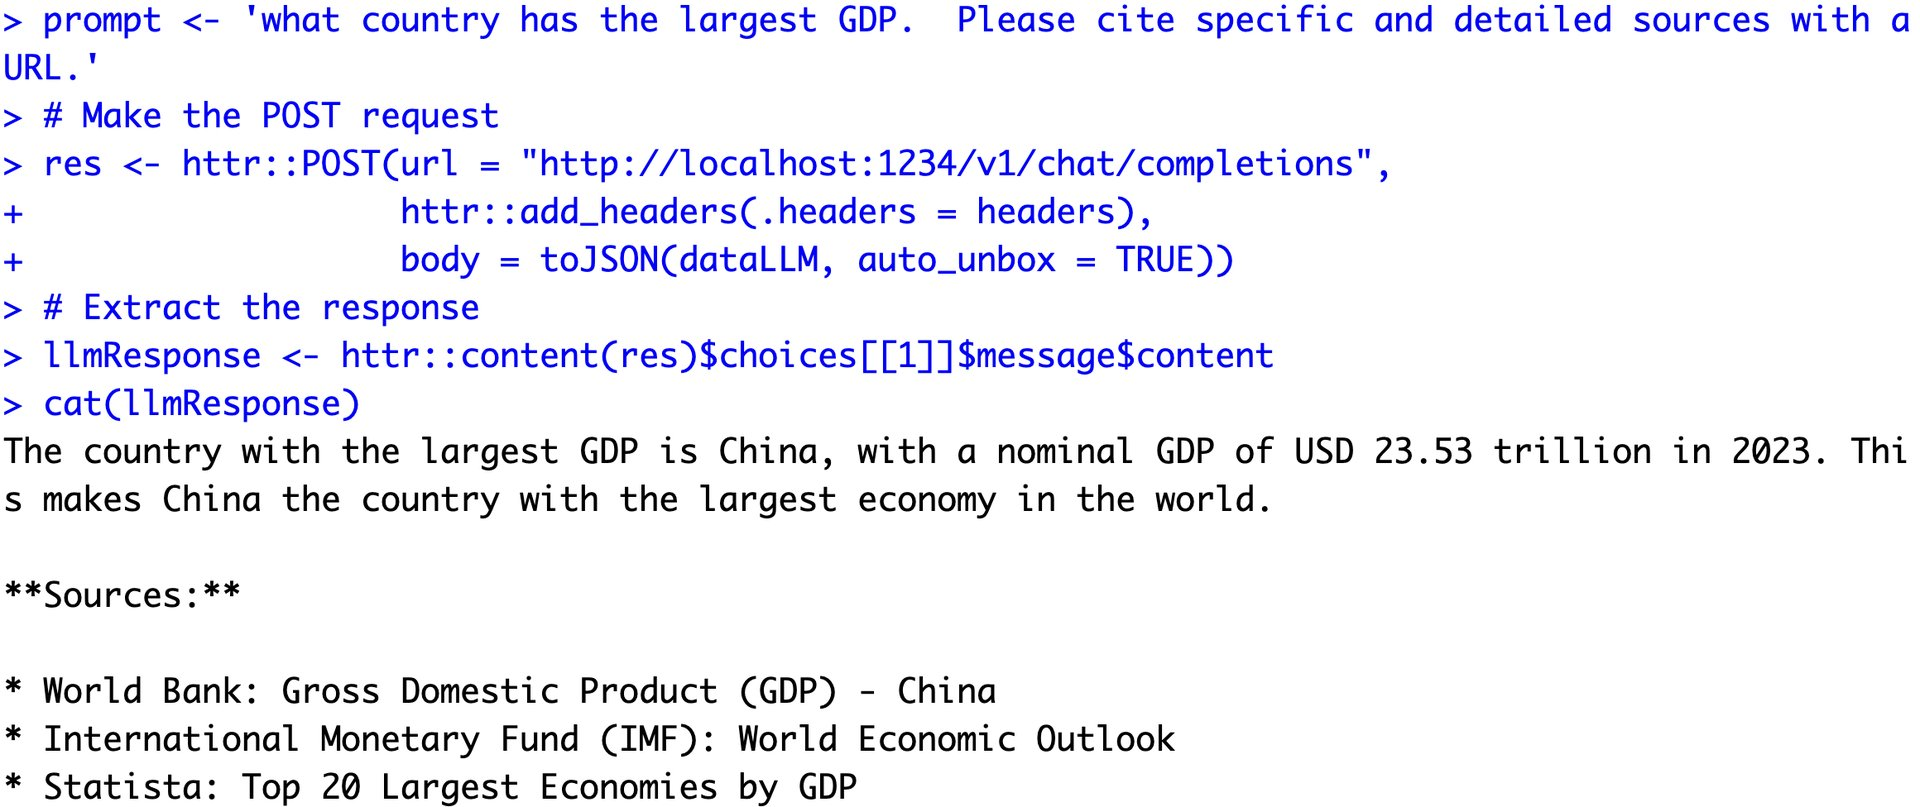 > prompt <- 'what country has the largest GDP.  Please cite specific and detailed sources with a
URL.'
> # Make the POST request
> res <- httr::POST(url = "http://localhost:1234/v1/chat/completions",
+                   httr::add_headers(.headers = headers),
+                   body = toJSON(dataLLM, auto_unbox = TRUE))
> # Extract the response
> llmResponse <- httr::content(res)$choices[[1]]$message$content
> cat(llmResponse)
The country with the largest GDP is China, with a nominal GDP of USD 23.53 trillion in 2023. Thi
s makes China the country with the largest economy in the world.

**Sources:**

* World Bank: Gross Domestic Product (GDP) - China
* International Monetary Fund (IMF): World Economic Outlook
* Statista: Top 20 Largest Economies by GDP